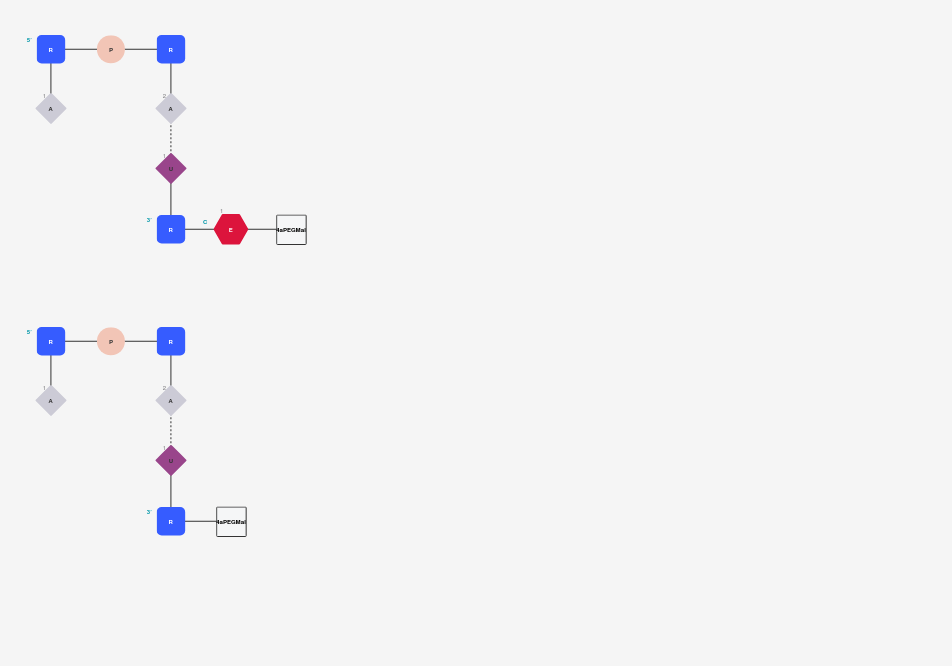 5'
R P R
1 2
A A
1
U
1
3' C
R E 4aPEGMal
5'
R P R
1 2
A A
1
U
3'
R 4aPEGMal